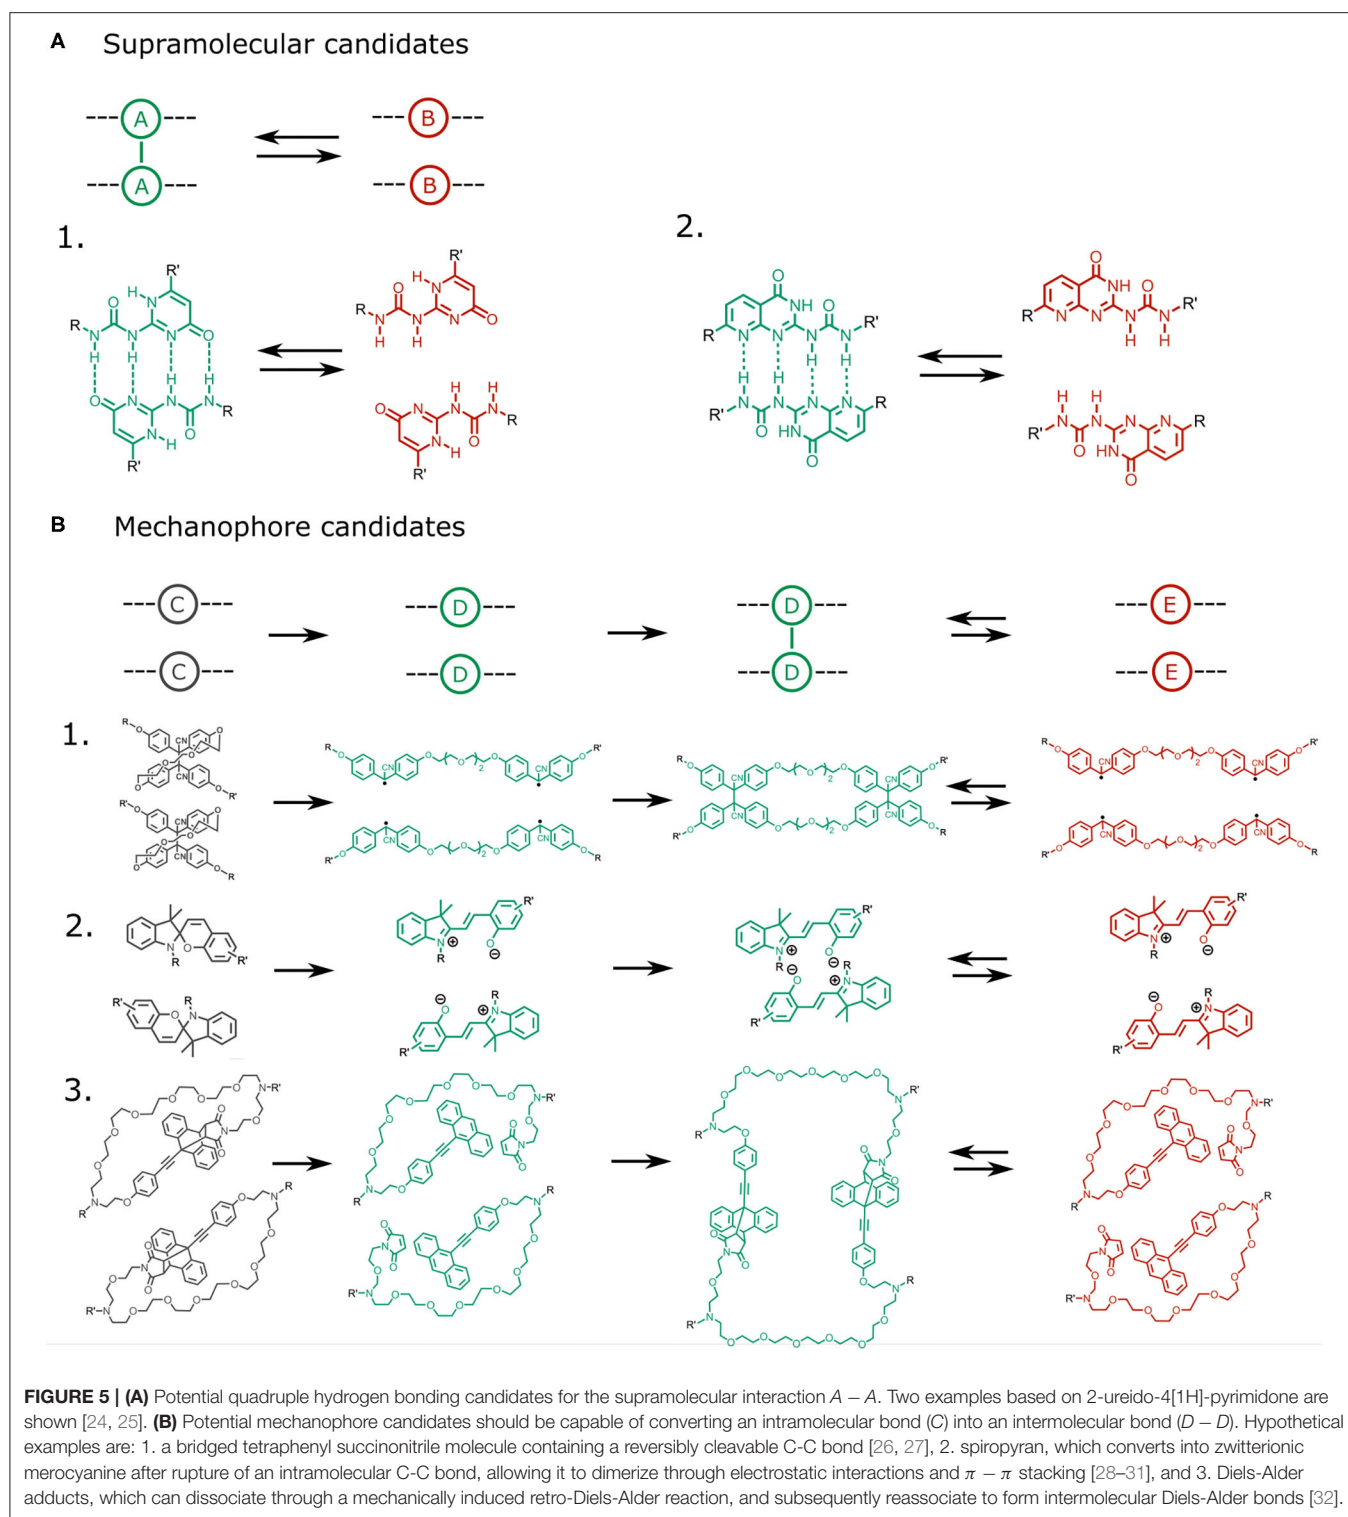 A Supramolecular candidates
A B
A B
1. 2.
B Mechanophore candidates
C D D E
C D D E
1.
2.
3.
FIGURE 5 | (A) Potential quadruple hydrogen bonding candidates for the supramolecular interaction A − A. Two examples based on 2-ureido-4[1H]-pyrimidone are
shown [24, 25]. (B) Potential mechanophore candidates should be capable of converting an intramolecular bond (C) into an intermolecular bond (D − D). Hypothetical
examples are: 1. a bridged tetraphenyl succinonitrile molecule containing a reversibly cleavable C-C bond [26, 27], 2. spiropyran, which converts into zwitterionic
merocyanine after rupture of an intramolecular C-C bond, allowing it to dimerize through electrostatic interactions and π − π stacking [28–31], and 3. Diels-Alder
adducts, which can dissociate through a mechanically induced retro-Diels-Alder reaction, and subsequently reassociate to form intermolecular Diels-Alder bonds [32].